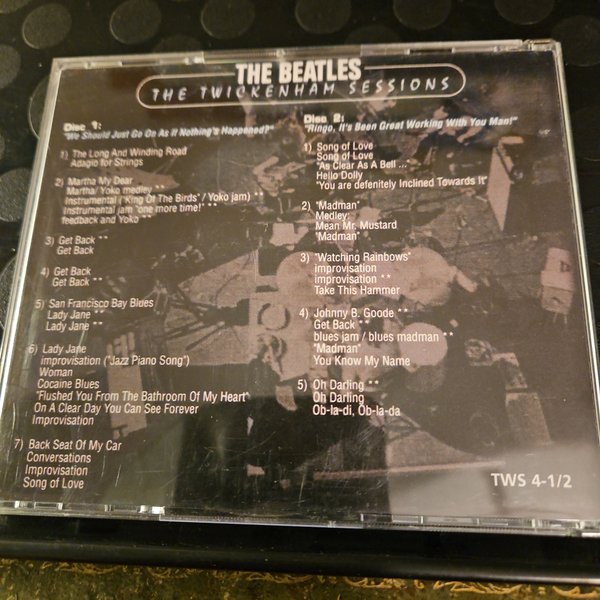 THE BEATLES
THE TWICKENHAM SESSIONS
Disc 1:
"We Should Just Go On As If Nothing's Happened?"
1) The Long And Winding Road
Adagio for Strings
2) Martha My Dear
Martha/ Yoko medley **
Instrumental ("King Of The Birds" / Yoko jam) **
Instrumental jam "one more time!" **
feedback and Yoko **
3) Get Back **
Get Back
4) Get Back
Get Back **
5) San Francisco Bay Blues
Lady Jane **
Lady Jane **
6) Lady Jane
improvisation ("Jazz Piano Song")
Woman
Cocaine Blues
"Flushed You From The Bathroom Of My Heart"
On A Clear Day You Can See Forever
Improvisation
7) Back Seat Of My Car
Conversations
Improvisation
Song of Love
Disc 2:
"Ringo, It's Been Great Working With You Man!"
1) Song of Love
Song of Love
"As Clear As A Bell ..."
Hello Dolly
"You are defenitely Inclined Towards It"
2) "Madman"
Medley:
Mean Mr. Mustard
"Madman"
3) "Watching Rainbows"
improvisation
improvisation **
Take This Hammer
4) Johnny B. Goode **
Get Back **
blues jam / blues madman **
"Madman"
You Know My Name
5) Oh Darling **
Oh Darling
Ob-la-di, Ob-la-da
TWS 4-1/2